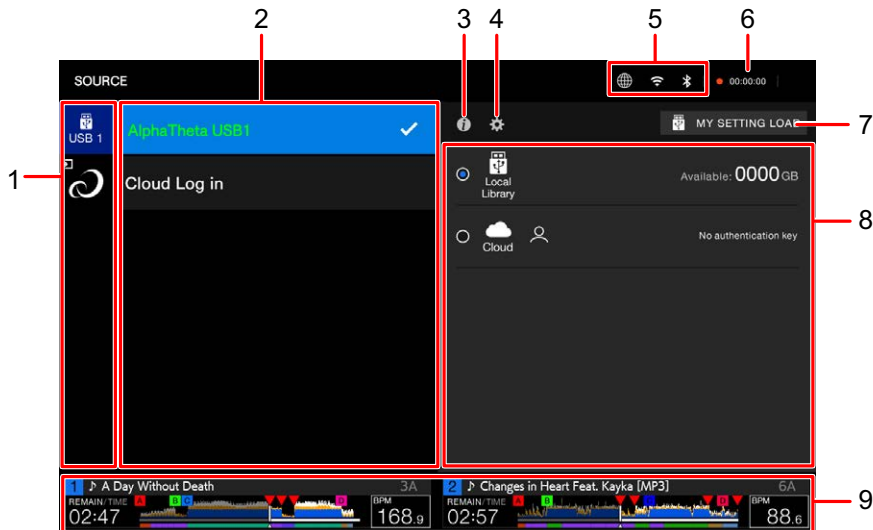 2 3 4 5 6
SOURCE
00:00:00
USB 1
AlphaTheta USB1
MY SETTING LOAD
7
1
Cloud Log in
Local
Library
Available: 0000 GB
8
Cloud
No authentication key
1 ♪ A Day Without Death 3A
REMAIN/TIME A B C D BPM
02:47 168.9
2 ♪ Changes in Heart Feat. Kayka [MP3] 6A
REMAIN/TIME A B C D BPM
02:57 88.6
9